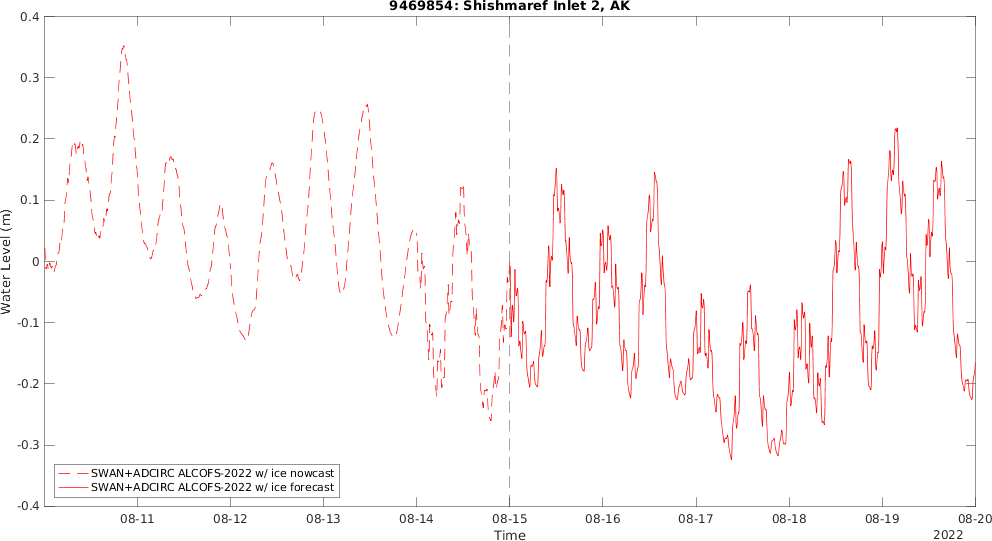 9469854: Shishmaref Inlet 2, AK
0.4
0.3
0.2
0.1
0
-0.1
-0.2
-0.3
-0.4
Water Level (m)
SWAN+ADCIRC ALCOFS-2022 w/ ice nowcast
SWAN+ADCIRC ALCOFS-2022 w/ ice forecast
08-11 08-12 08-13 08-14 08-15 08-16 08-17 08-18 08-19 08-20
Time
2022